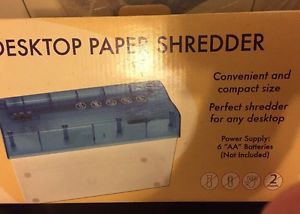 DESKTOP PAPER SHREDDER
Convenient and
compact size
Perfect shredder
for any desktop
Power Supply:
6 "AA" Batteries
(Not included)
2